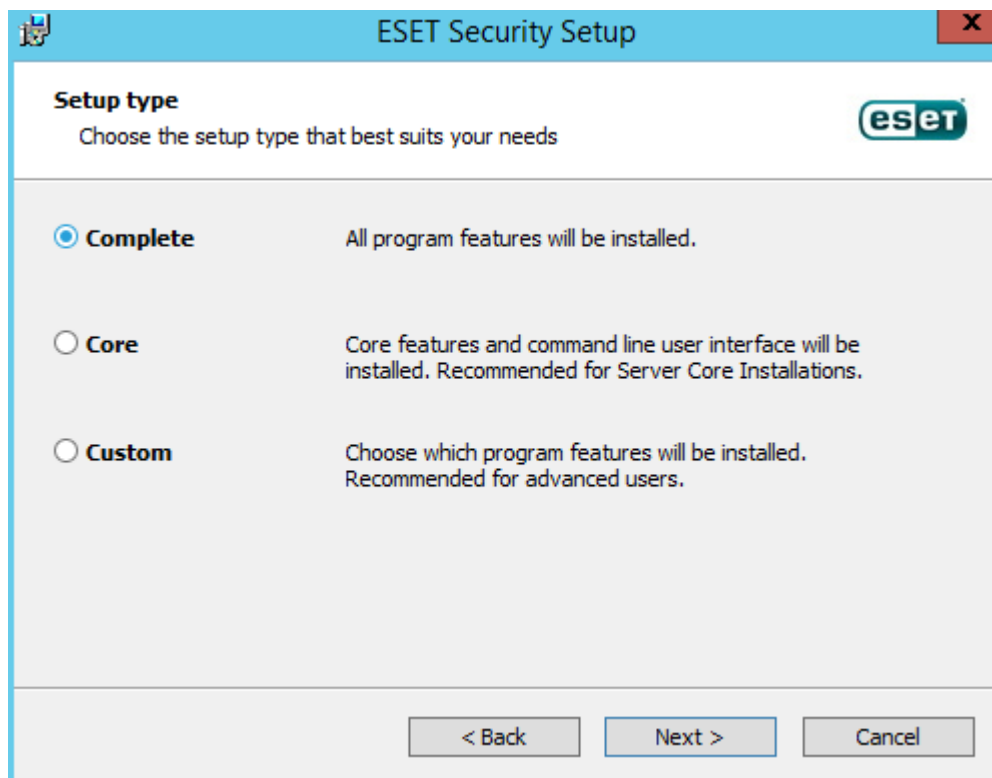 ESET Security Setup
Setup type
Choose the setup type that best suits your needs
eseT
Complete
All program features will be installed.
Core
Core features and command line user interface will be
installed. Recommended for Server Core Installations.
Custom
Choose which program features will be installed.
Recommended for advanced users.
< Back
Next >
Cancel